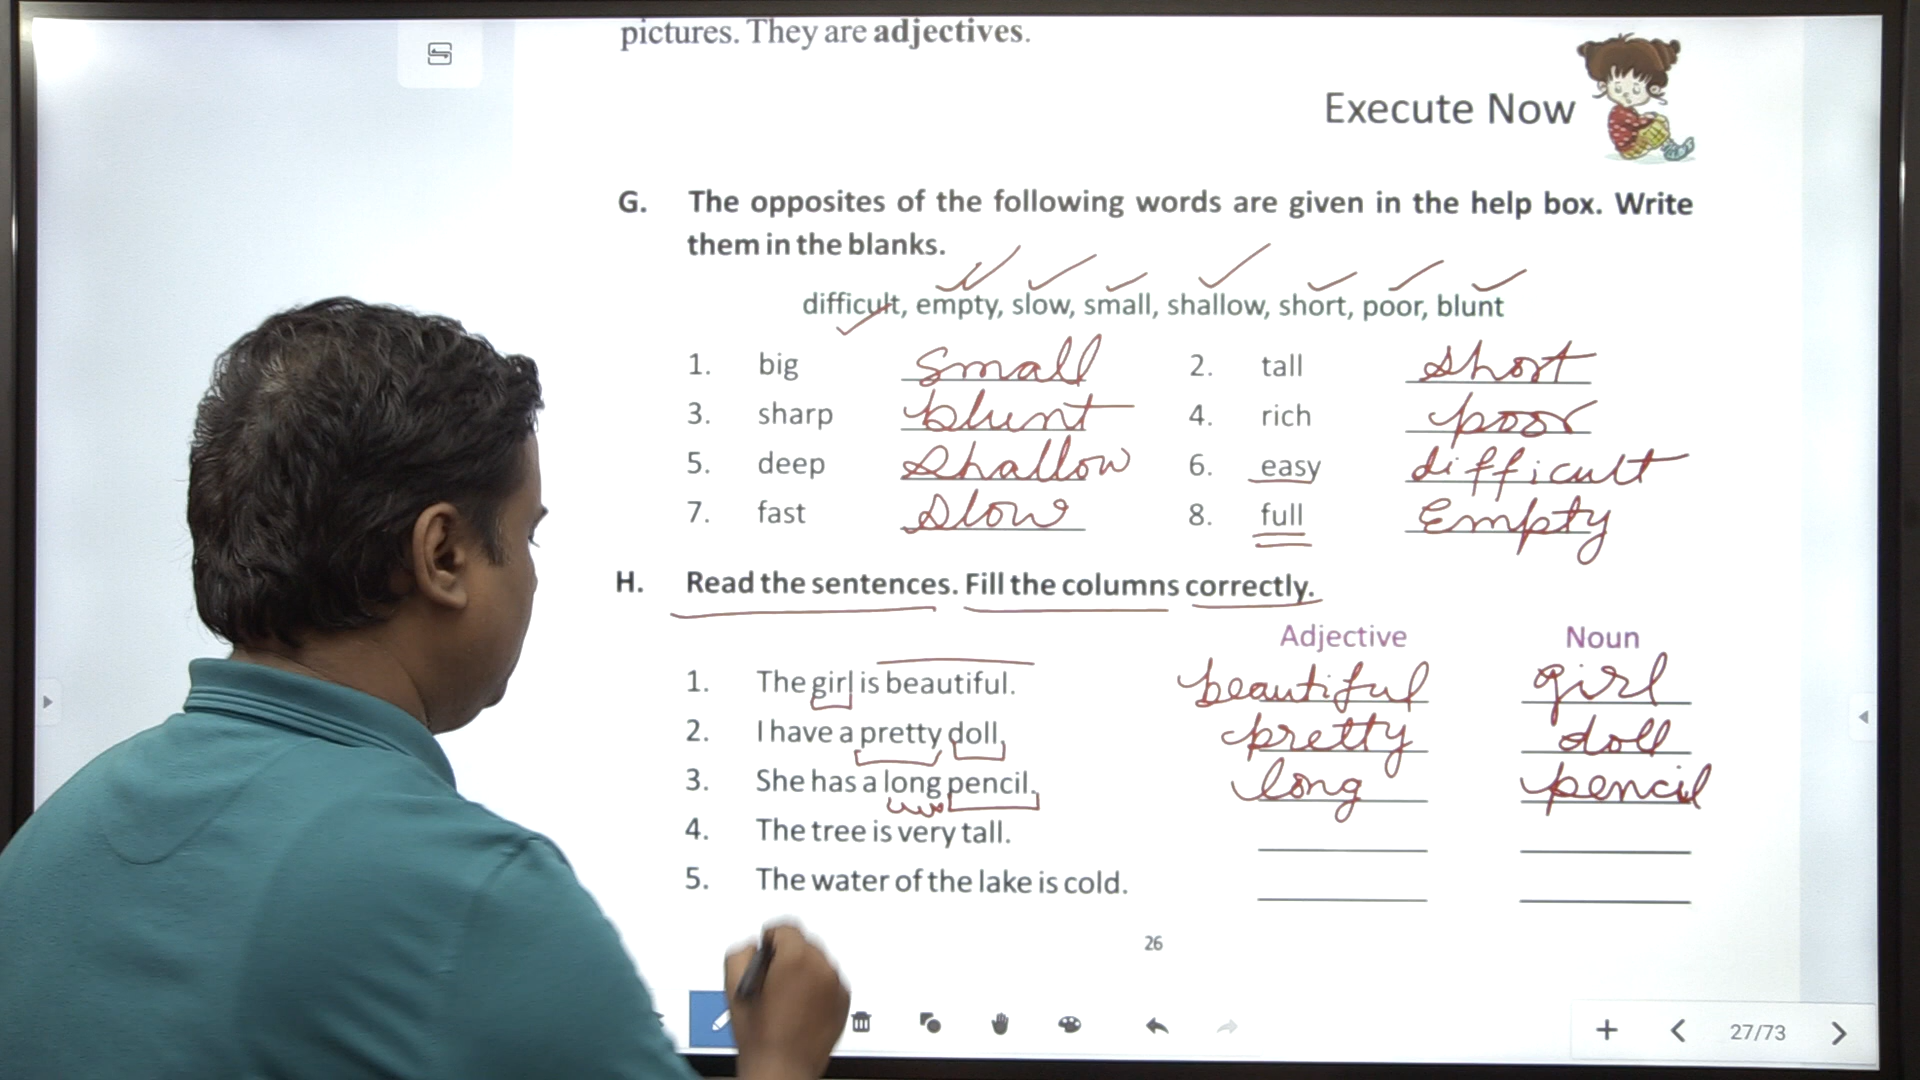 pictures. They are adjectives.
Execute Now
G. The opposites of the following words are given in the help box. Write
them in the blanks.
difficult, empty, slow, small, shallow, short, poor, blunt
1. big small 2. tall short
3. sharp blunt 4. rich poor
5. deep shallow 6. easy difficult
7. fast slow 8. full Empty
H. Read the sentences. Fill the columns correctly.
Adjective Noun
1. The girl is beautiful. beautiful girl
2. I have a pretty doll. pretty doll
3. She has a long pencil. long pencil
4. The tree is very tall.
5. The water of the lake is cold.
26
27/73